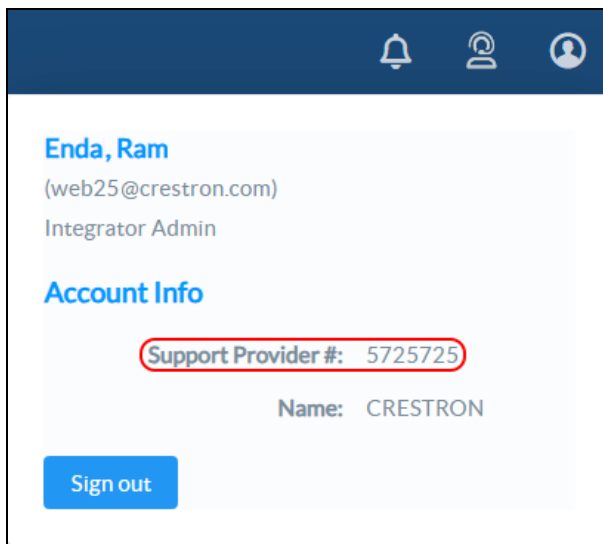 Enda, Ram
(web25@crestron.com)
Integrator Admin
Account Info
Support Provider #: 5725725
Name: CRESTRON
Sign out